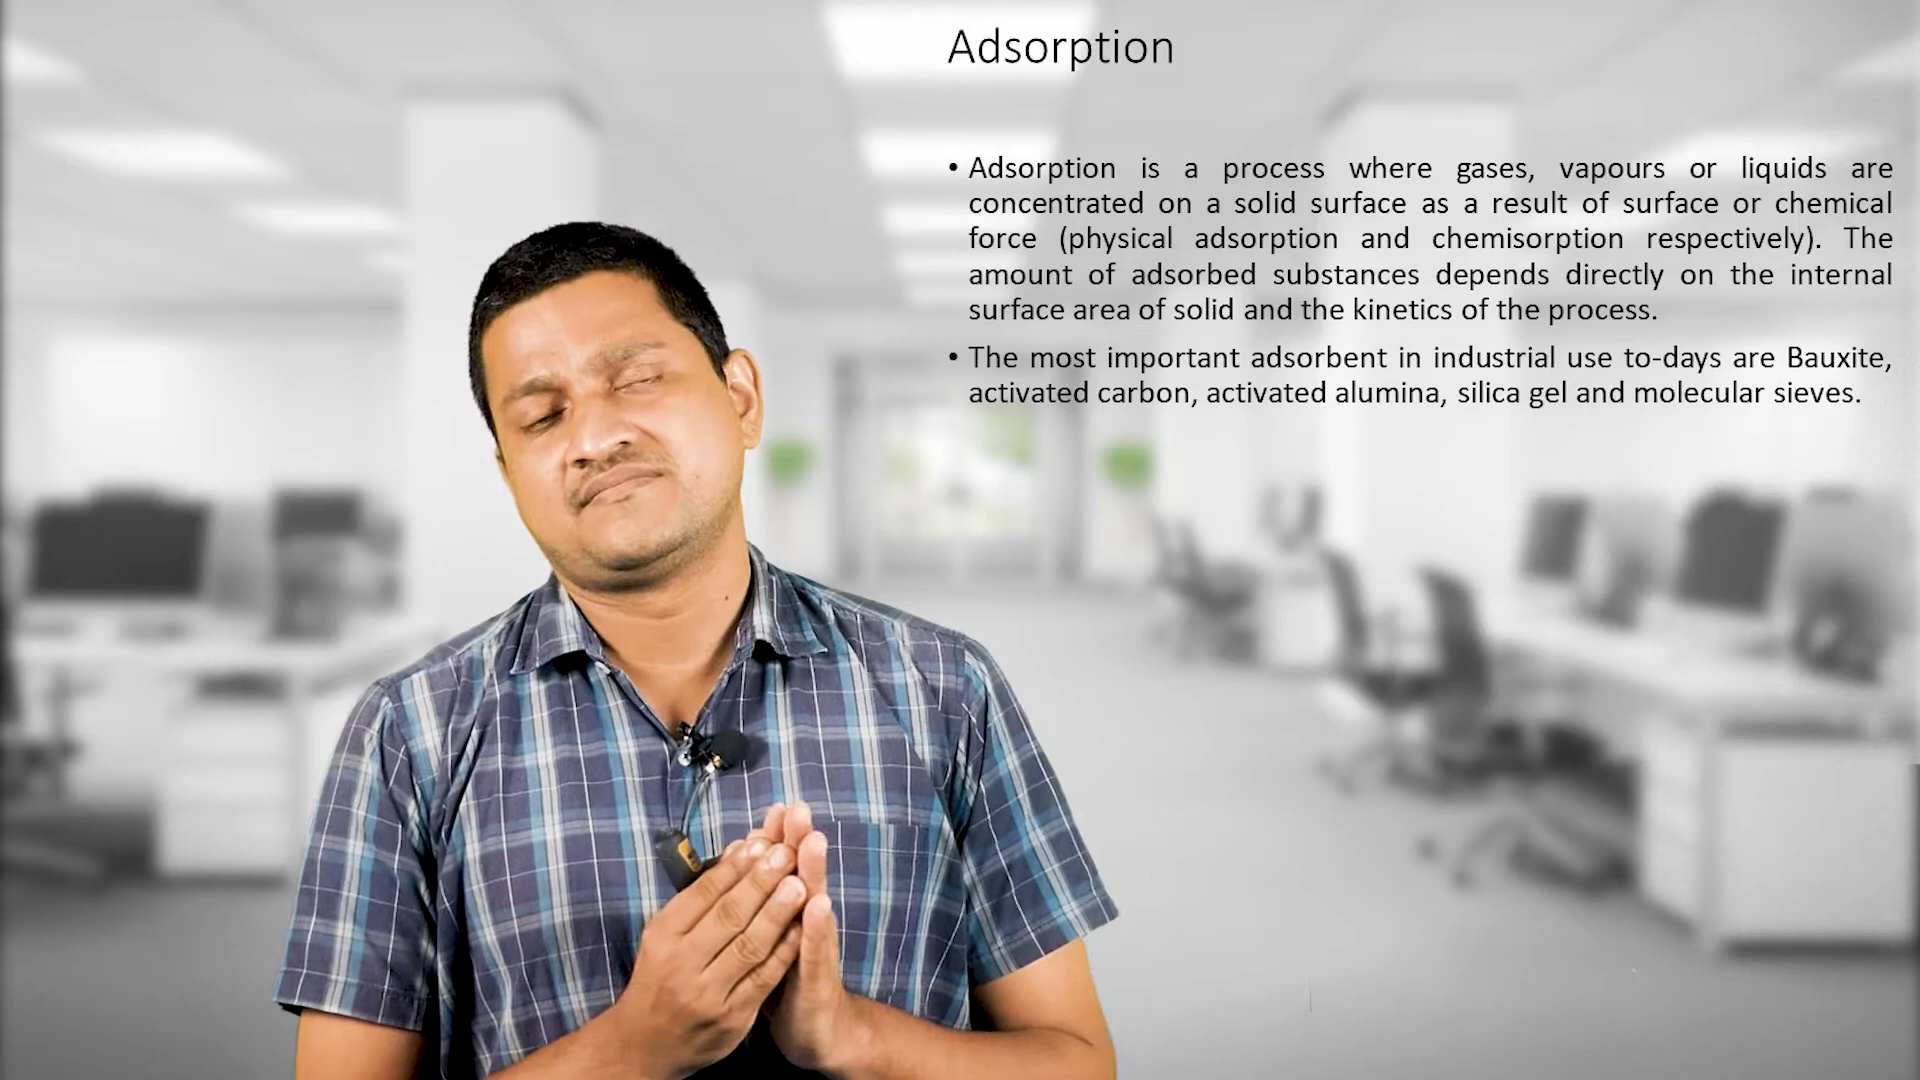 Adsorption
• Adsorption is a process where gases, vapours or liquids are
concentrated on a solid surface as a result of surface or chemical
force (physical adsorption and chemisorption respectively). The
amount of adsorbed substances depends directly on the internal
surface area of solid and the kinetics of the process.
• The most important adsorbent in industrial use to-days are Bauxite,
activated carbon, activated alumina, silica gel and molecular sieves.